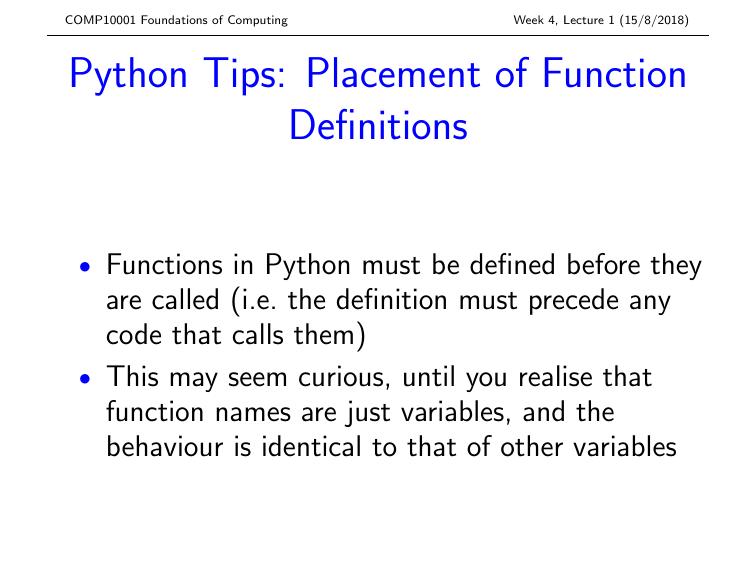 COMP10001 Foundations of Computing
Week 4, Lecture 1 (15/8/2018)
Python Tips: Placement of Function
Definitions
• Functions in Python must be defined before they
are called (i.e. the definition must precede any
code that calls them)
• This may seem curious, until you realise that
function names are just variables, and the
behaviour is identical to that of other variables